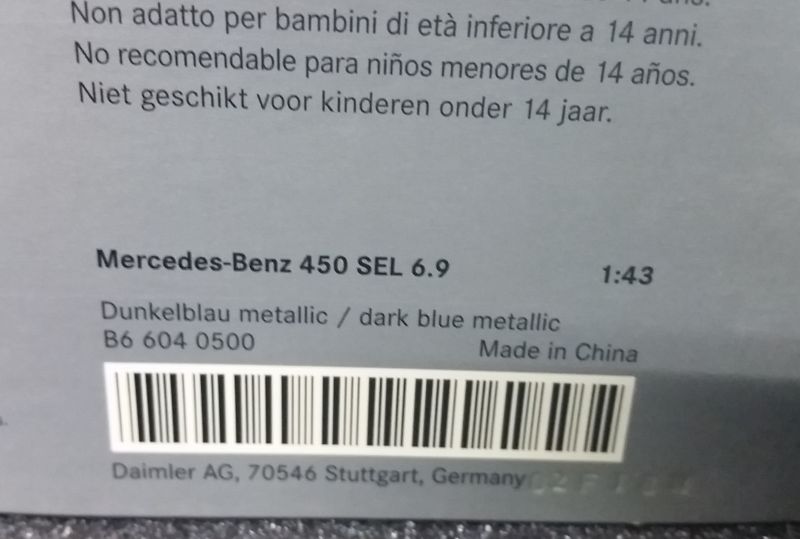 Non adatto per bambini di età inferiore a 14 anni.
No recomendable para niños menores de 14 años.
Niet geschikt voor kinderen onder 14 jaar.
Mercedes-Benz 450 SEL 6.9 1:43
Dunkelblau metallic / dark blue metallic
B6 604 0500 Made in China
Daimler AG, 70546 Stuttgart, Germany